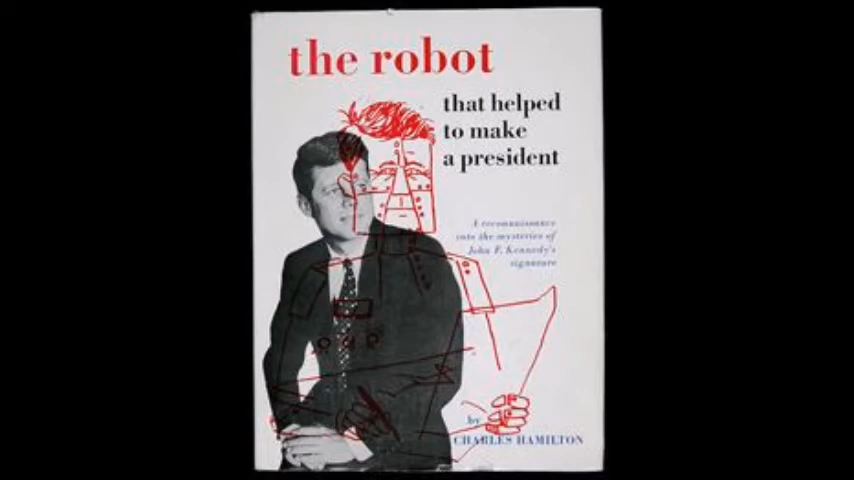 the robot
that helped
to make
a president
A reconnaissance
into the mysteries of
John F. Kennedy's
signature
by
CHARLES HAMILTON